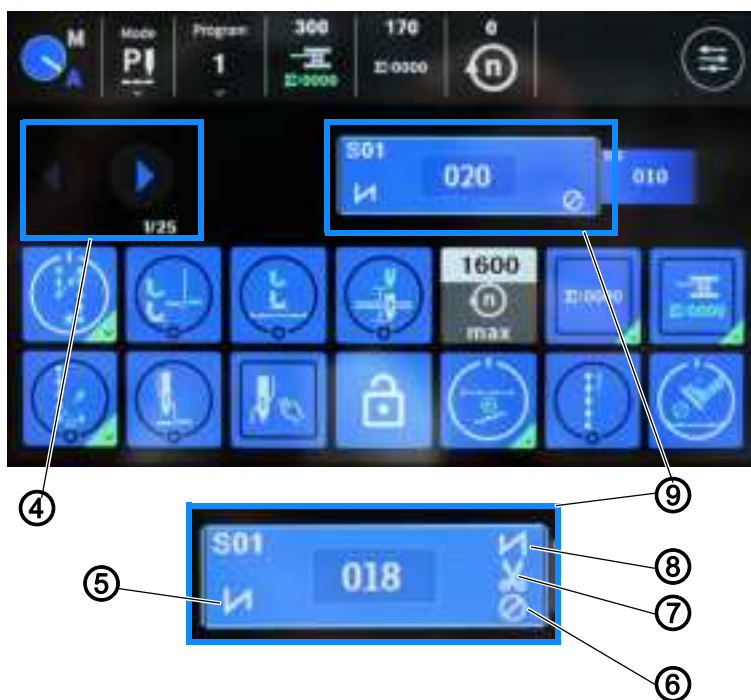 M
A
Mode
P
Program
1
300
Σ:0000
170
Σ:0000
0
n
1/25
S01
020
010
1600
n
max
Σ:0000
Σ:0000
④
⑨
S01
018
⑤
⑧
⑦
⑥